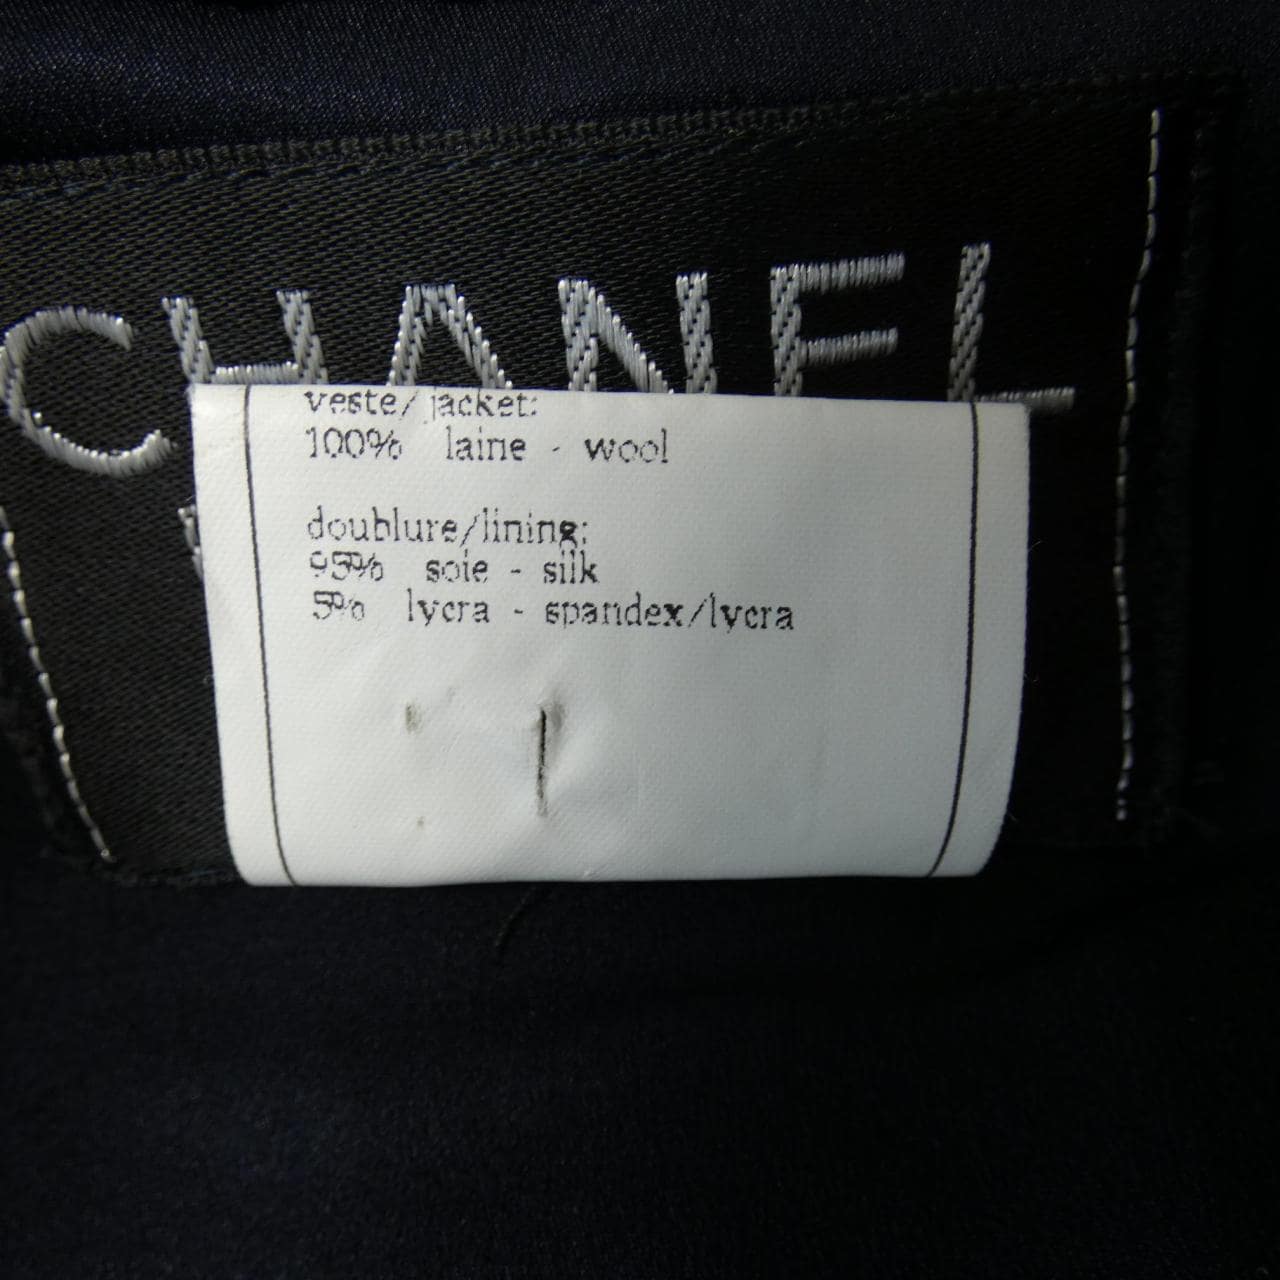 CHANEL
veste/jacket:
100% laine - wool
doublure/lining:
95% soie - silk
5% lycra - spandex/lycra